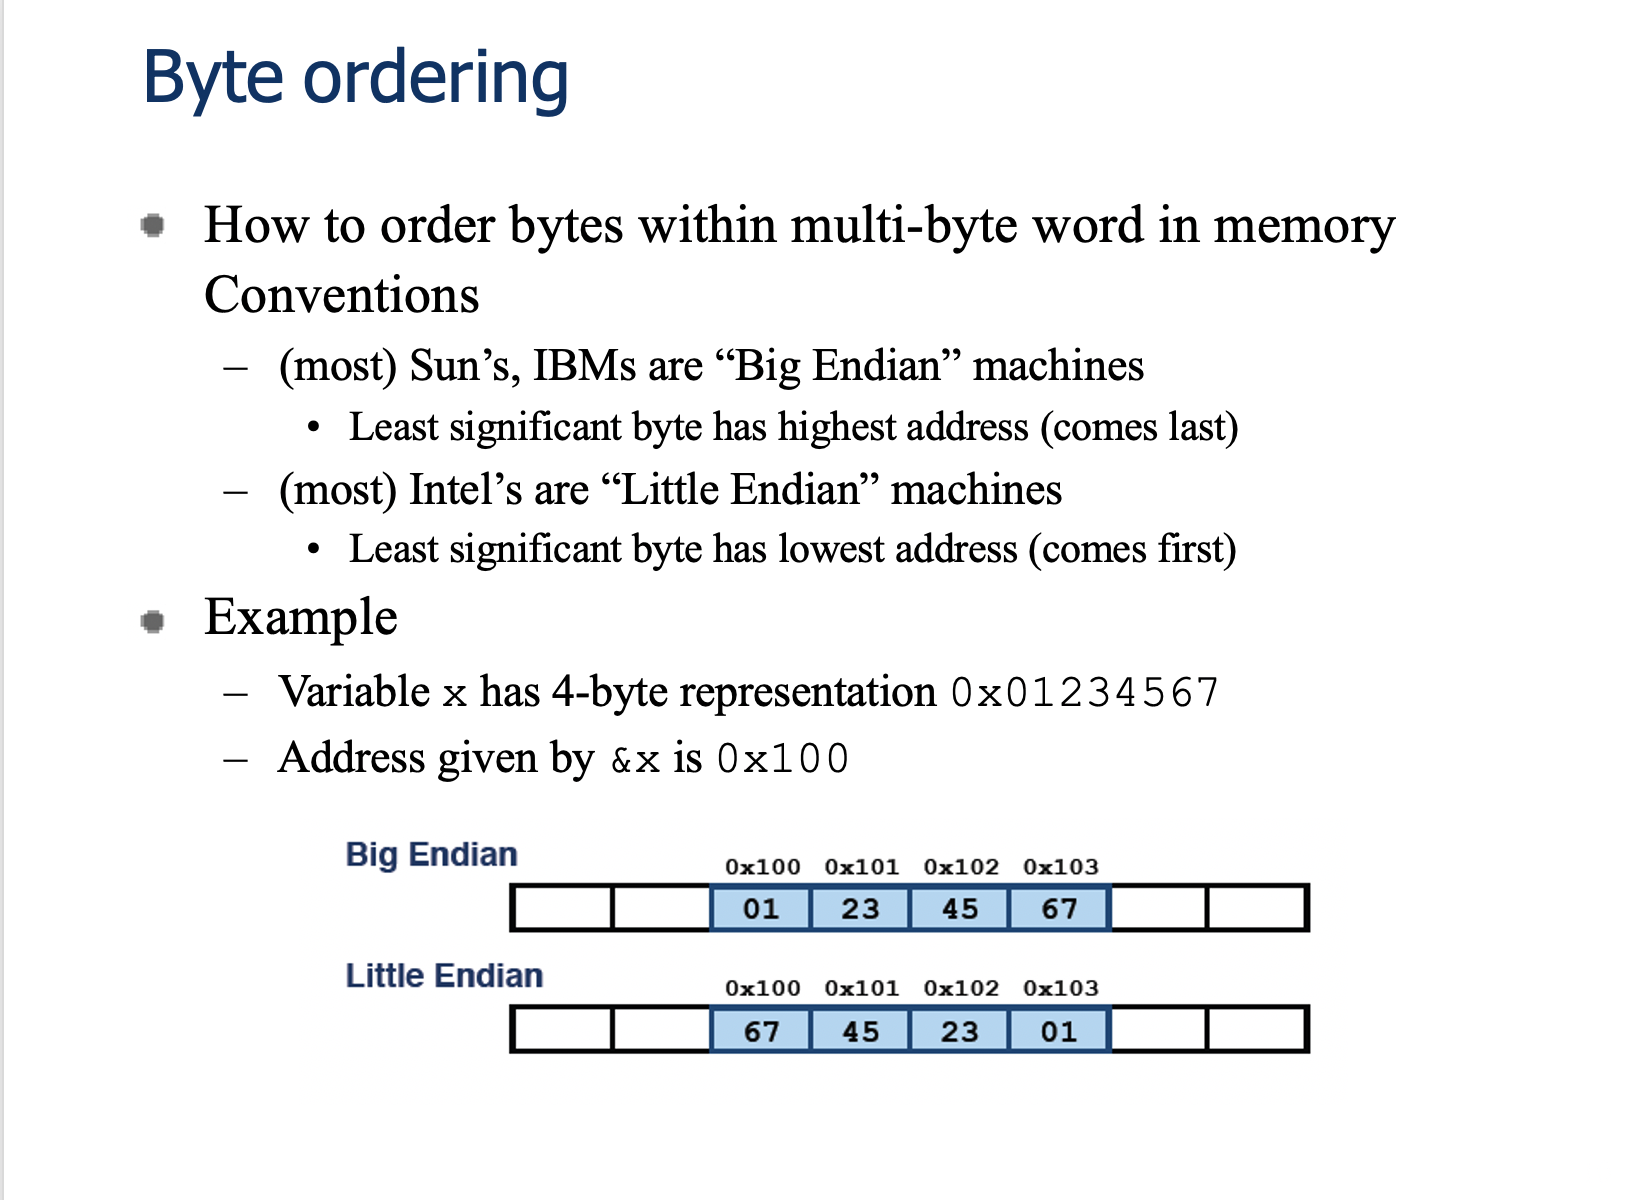 Byte ordering
How to order bytes within multi-byte word in memory
Conventions
– (most) Sun’s, IBMs are “Big Endian” machines
• Least significant byte has highest address (comes last)
– (most) Intel’s are “Little Endian” machines
• Least significant byte has lowest address (comes first)
Example
– Variable x has 4-byte representation 0x01234567
– Address given by &x is 0x100
Big Endian
0x100 0x101 0x102 0x103
01 23 45 67
Little Endian
0x100 0x101 0x102 0x103
67 45 23 01